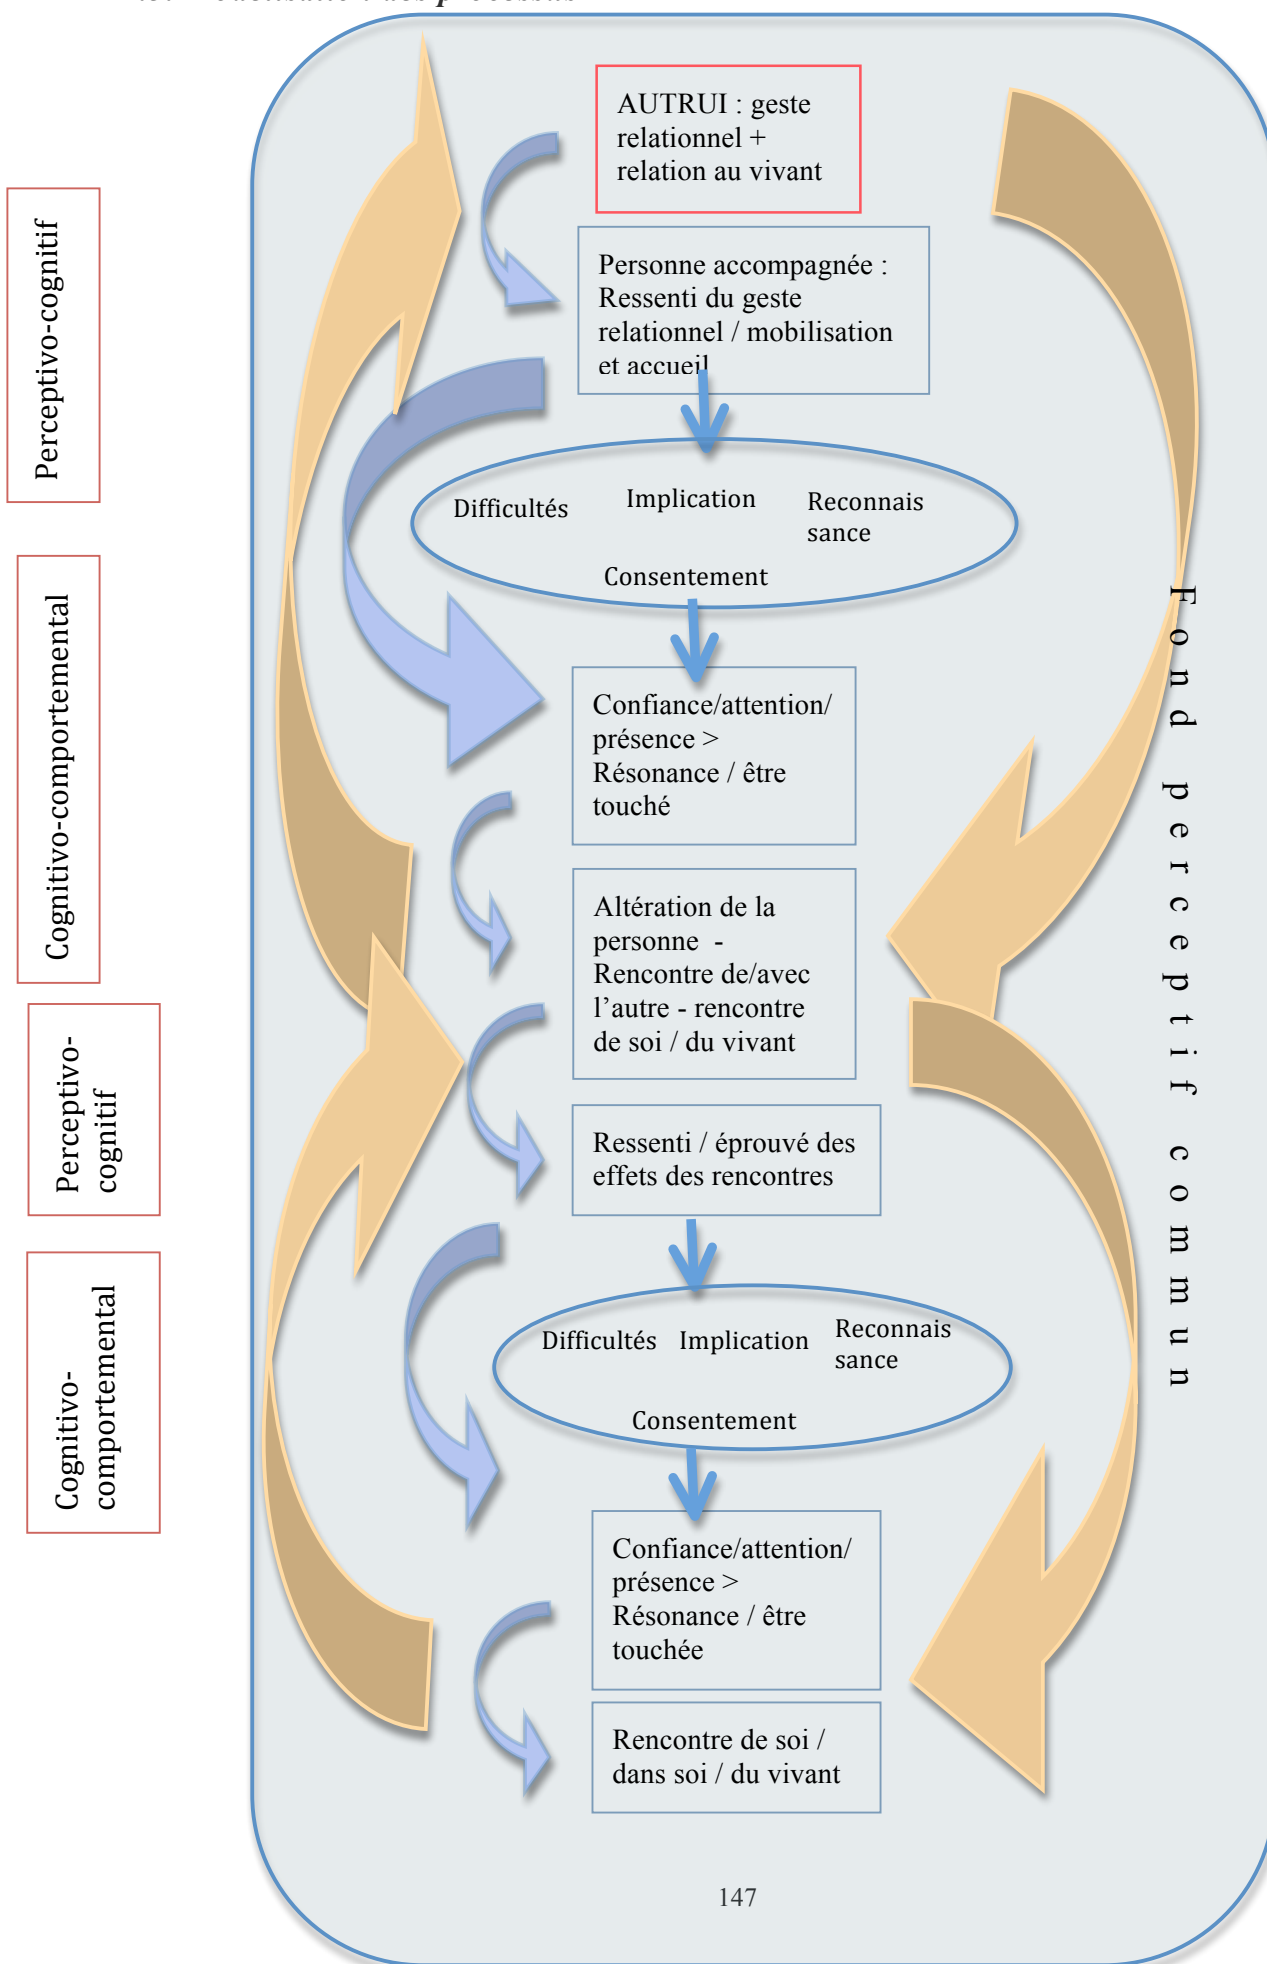 AUTRUI : geste
relationnel +
relation au vivant
Personne accompagnée :
Ressenti du geste
relationnel / mobilisation
et accueil
Difficultés
Implication
Reconnais
sance
Consentement
Confiance/attention/
présence >
Résonance / être
touché
Altération de la
personne -
Rencontre de/avec
l’autre - rencontre
de soi / du vivant
Ressenti / éprouvé des
effets des rencontres
Difficultés
Implication
Reconnais
sance
Consentement
Confiance/attention/
présence >
Résonance / être
touchée
Rencontre de soi /
dans soi / du vivant
Perceptivo-cognitif
Cognitivo-comportemental
Perceptivo-
cognitif
Cognitivo-
comportemental
Fond perceptif commun
147